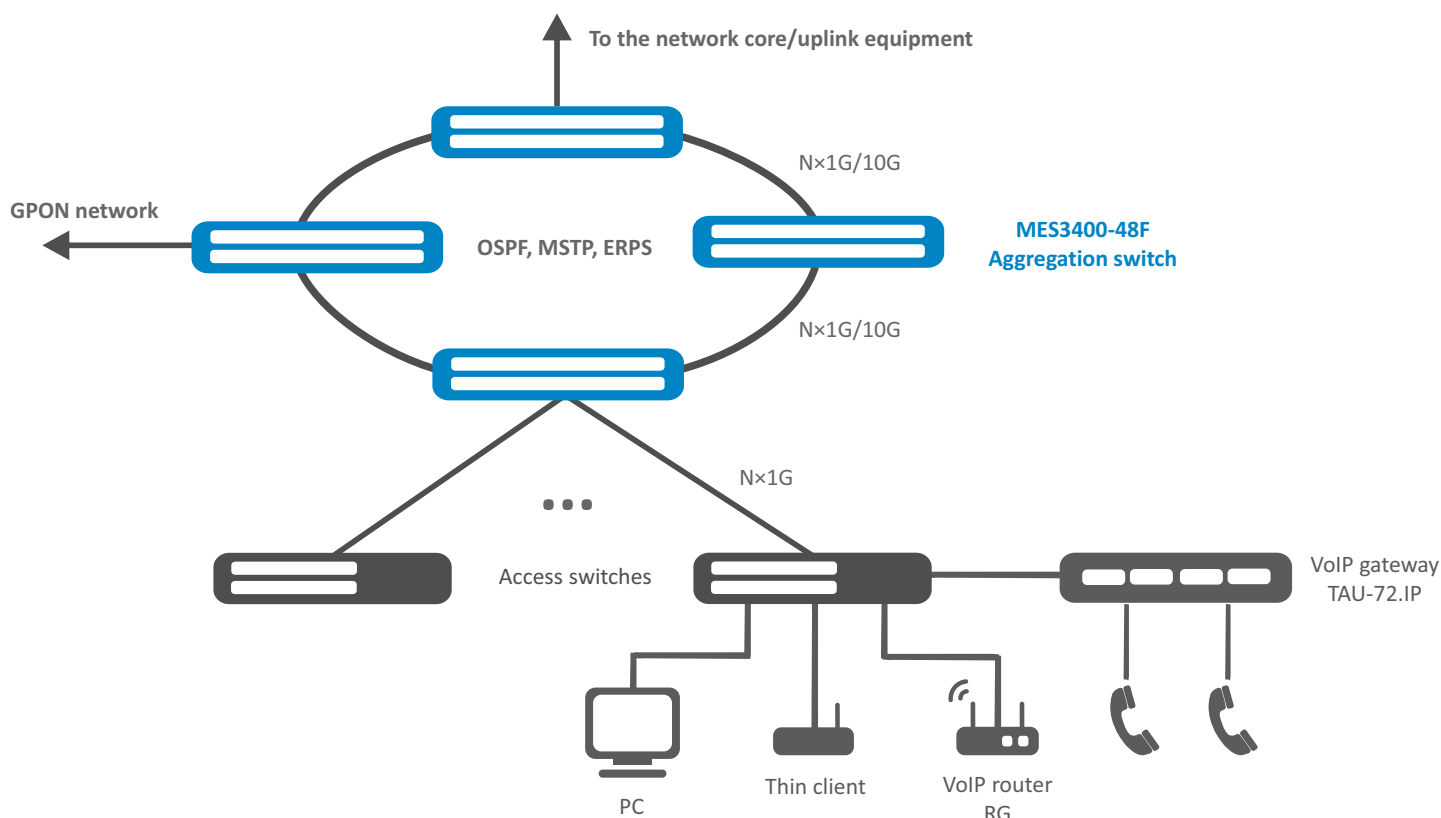 To the network core/uplink equipment
N×1G/10G
GPON network
OSPF, MSTP, ERPS
MES3400-48F
Aggregation switch
N×1G/10G
N×1G
Access switches
VoIP gateway
TAU-72.IP
PC
Thin client
VoIP router
RG